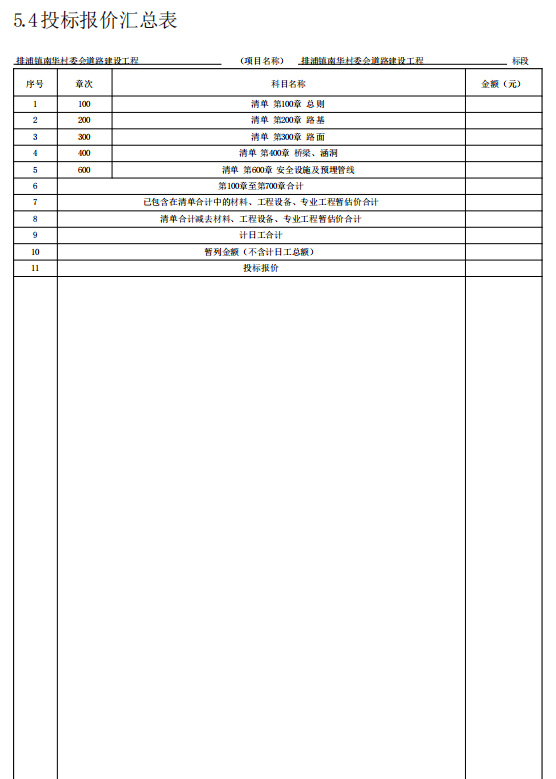 5.4投标报价汇总表
排浦镇南华村委会道路建设工程 （项目名称） 排浦镇南华村委会道路建设工程 标段
序号 章次 科目名称 金额（元）
1 100 清单 第100章 总则
2 200 清单 第200章 路基
3 300 清单 第300章 路面
4 400 清单 第400章 桥梁、涵洞
5 600 清单 第600章 安全设施及预埋管线
6 第100章至第700章合计
7 已包含在清单合计中的材料、工程设备、专业工程暂估价合计
8 清单合计减去材料、工程设备、专业工程暂估价合计
9 计日工合计
10 暂列金额（不含计日工总额）
11 投标报价